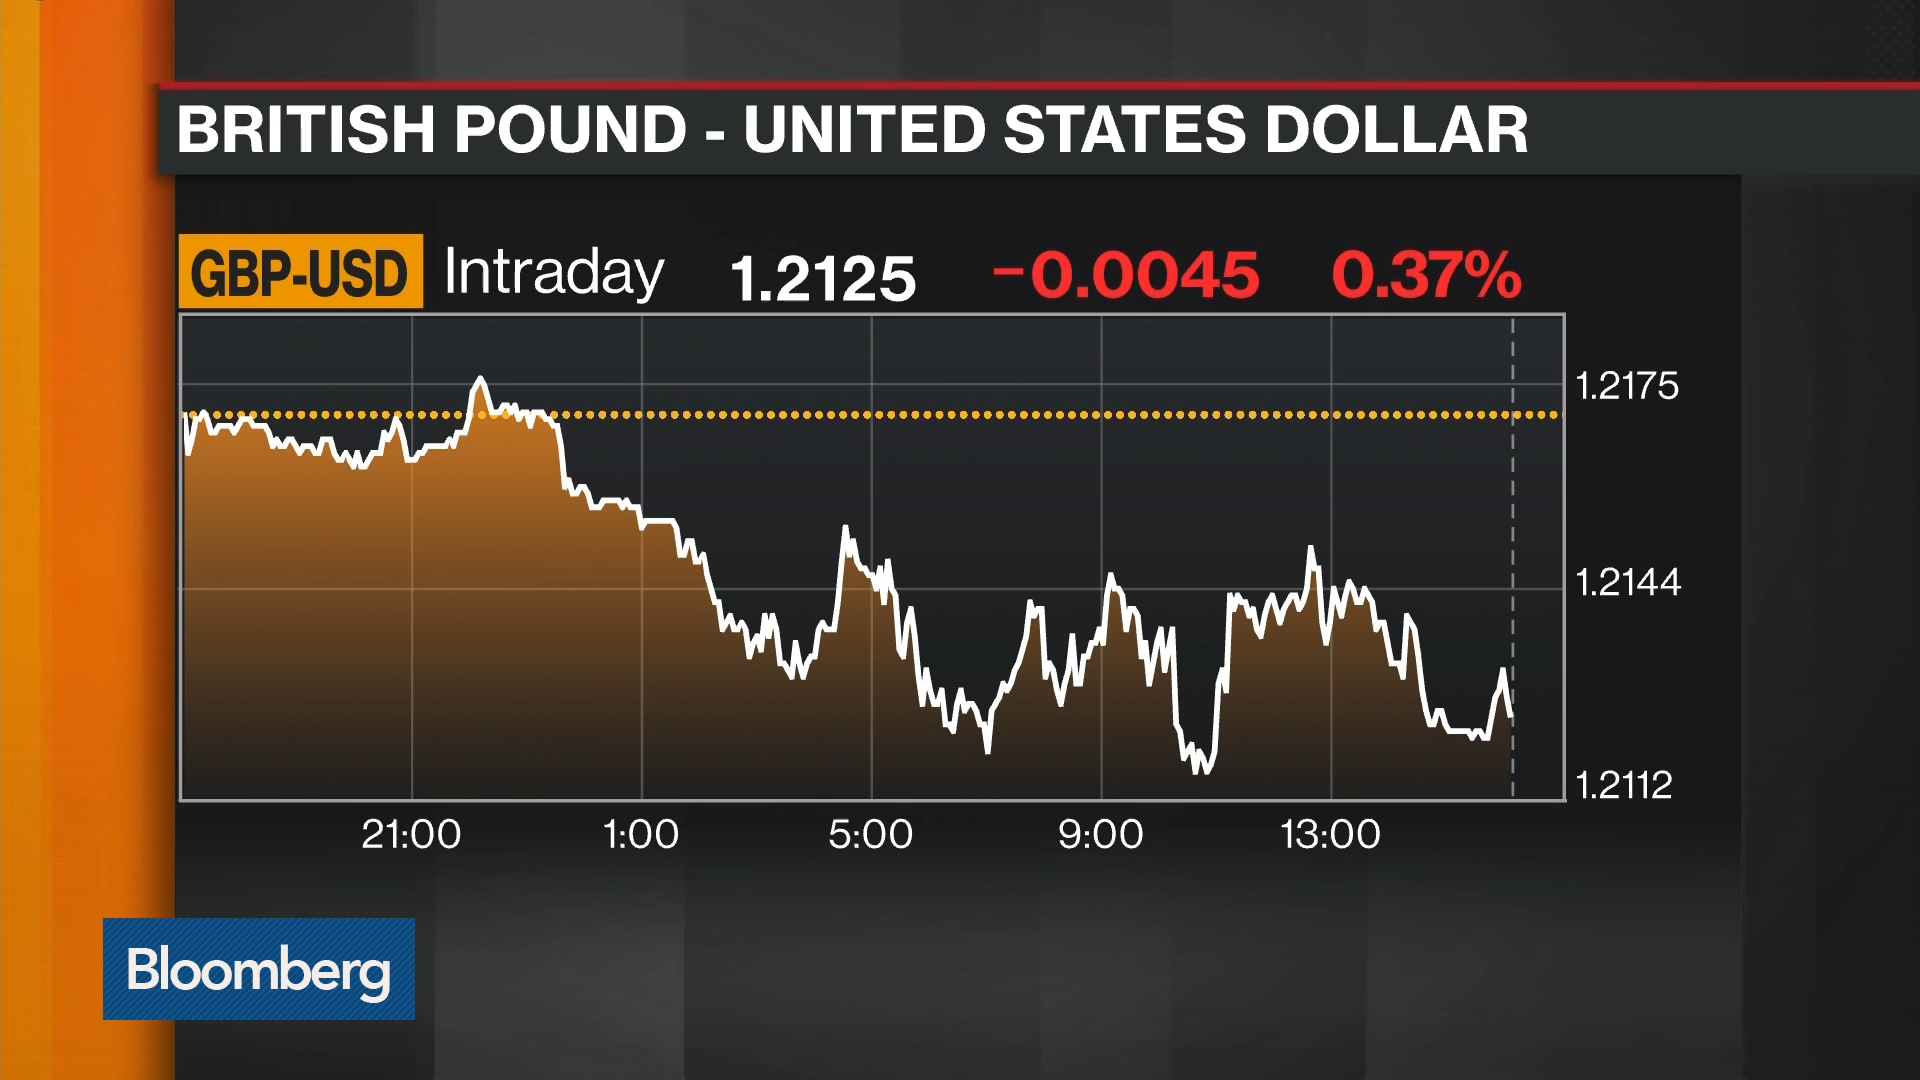 BRITISH POUND - UNITED STATES DOLLAR
GBP-USD Intraday 1.2125 -0.0045 0.37%
1.2175
1.2144
1.2112
21:00 1:00 5:00 9:00 13:00
Bloomberg